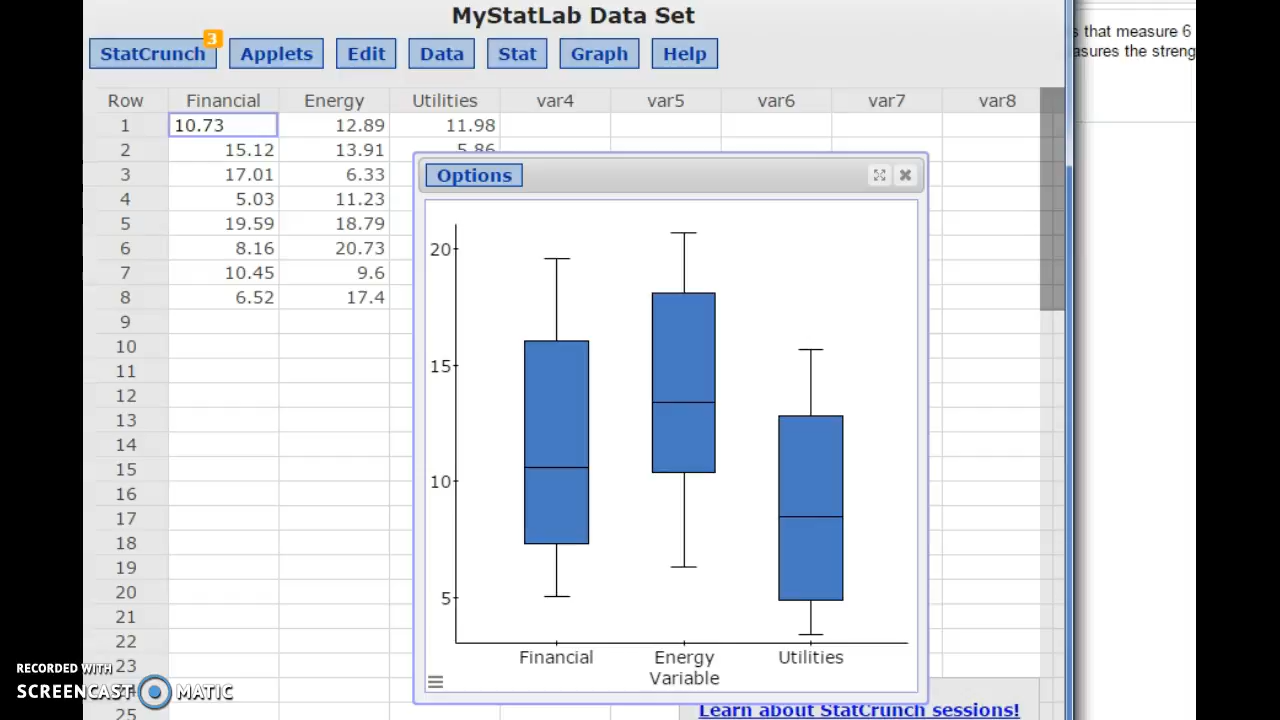 MyStatLab Data Set
s that measure 6
asures the streng
StatCrunch 3 Applets Edit Data Stat Graph Help
Row Financial Energy Utilities var4 var5 var6 var7 var8
1 10.73 12.89 11.98
2 15.12 13.91 5.86
3 17.01 6.33
4 5.03 11.23
5 19.59 18.79
6 8.16 20.73
7 10.45 9.6
8 6.52 17.4
9
10
11
12
13
14
15
16
17
18
19
20
21
22
23
25
Options
20
15
10
5
Financial Energy Utilities
Variable
Learn about StatCrunch sessions!
RECORDED WITH
SCREENCAST MATIC